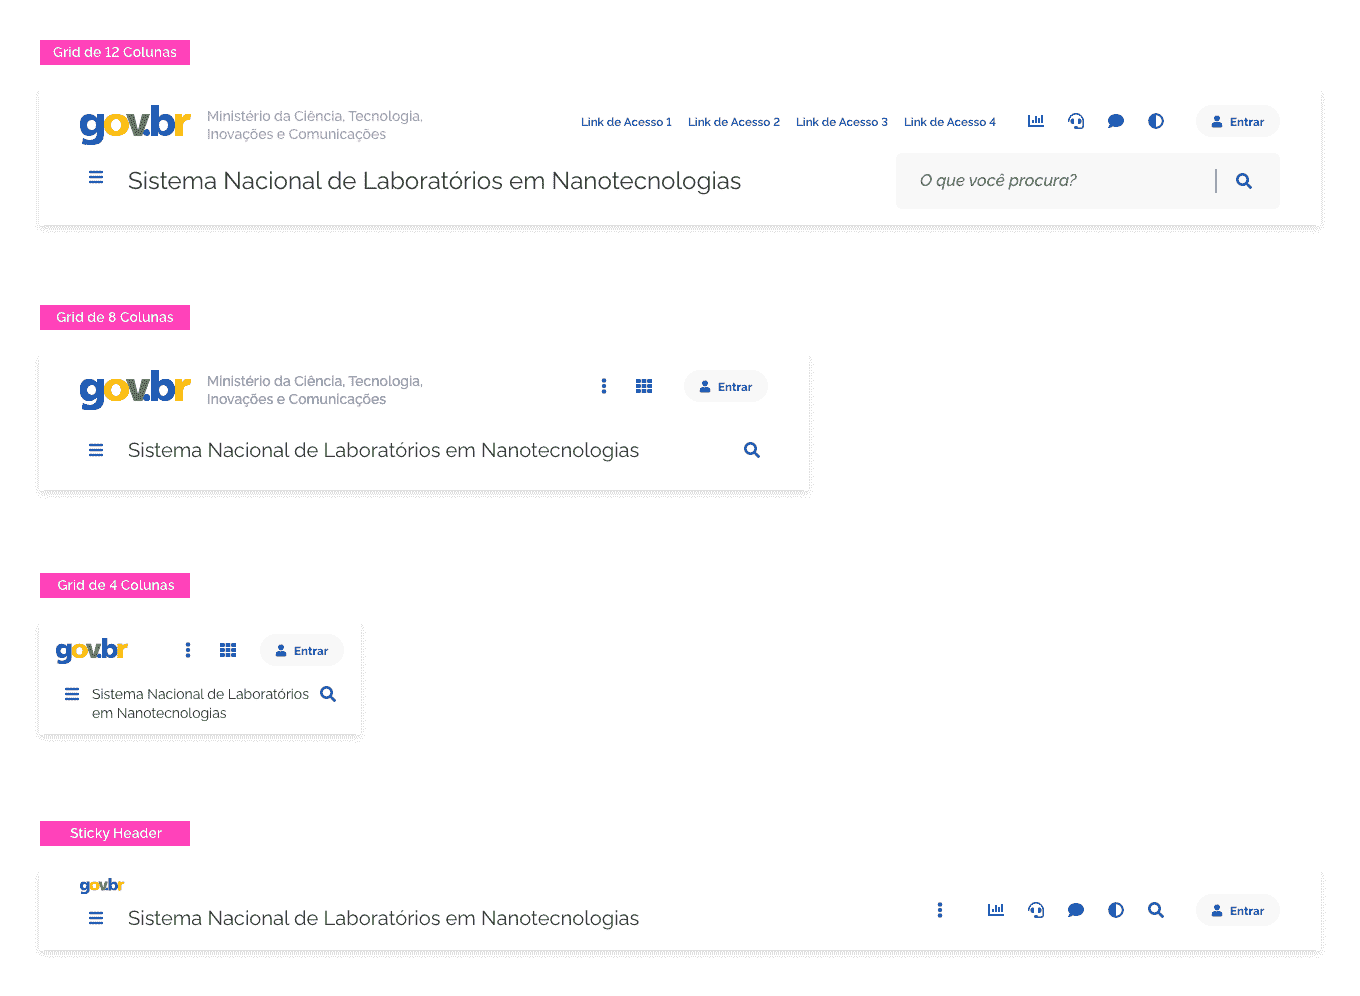 Grid de 12 Colunas
gov.br
Ministério da Ciência, Tecnologia,
Inovações e Comunicações
Link de Acesso 1
Link de Acesso 2
Link de Acesso 3
Link de Acesso 4
Entrar
Sistema Nacional de Laboratórios em Nanotecnologias
O que você procura?
Grid de 8 Colunas
gov.br
Ministério da Ciência, Tecnologia,
Inovações e Comunicações
Entrar
Sistema Nacional de Laboratórios em Nanotecnologias
Grid de 4 Colunas
gov.br
Entrar
Sistema Nacional de Laboratórios
em Nanotecnologias
Sticky Header
gov.br
Sistema Nacional de Laboratórios em Nanotecnologias
Entrar